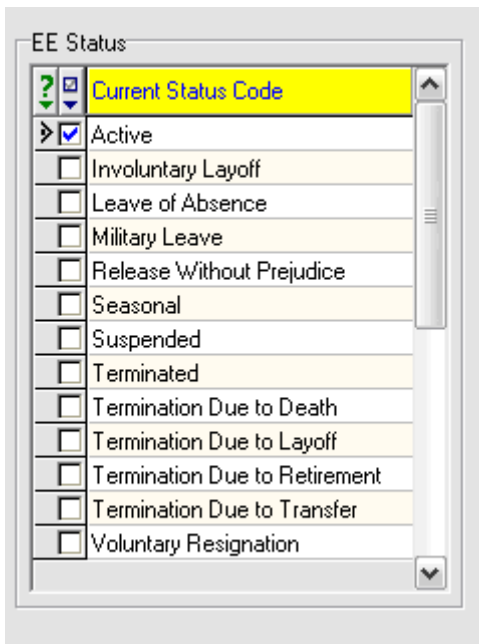 EE Status
?
Current Status Code
Active
Involuntary Layoff
Leave of Absence
Military Leave
Release Without Prejudice
Seasonal
Suspended
Terminated
Termination Due to Death
Termination Due to Layoff
Termination Due to Retirement
Termination Due to Transfer
Voluntary Resignation